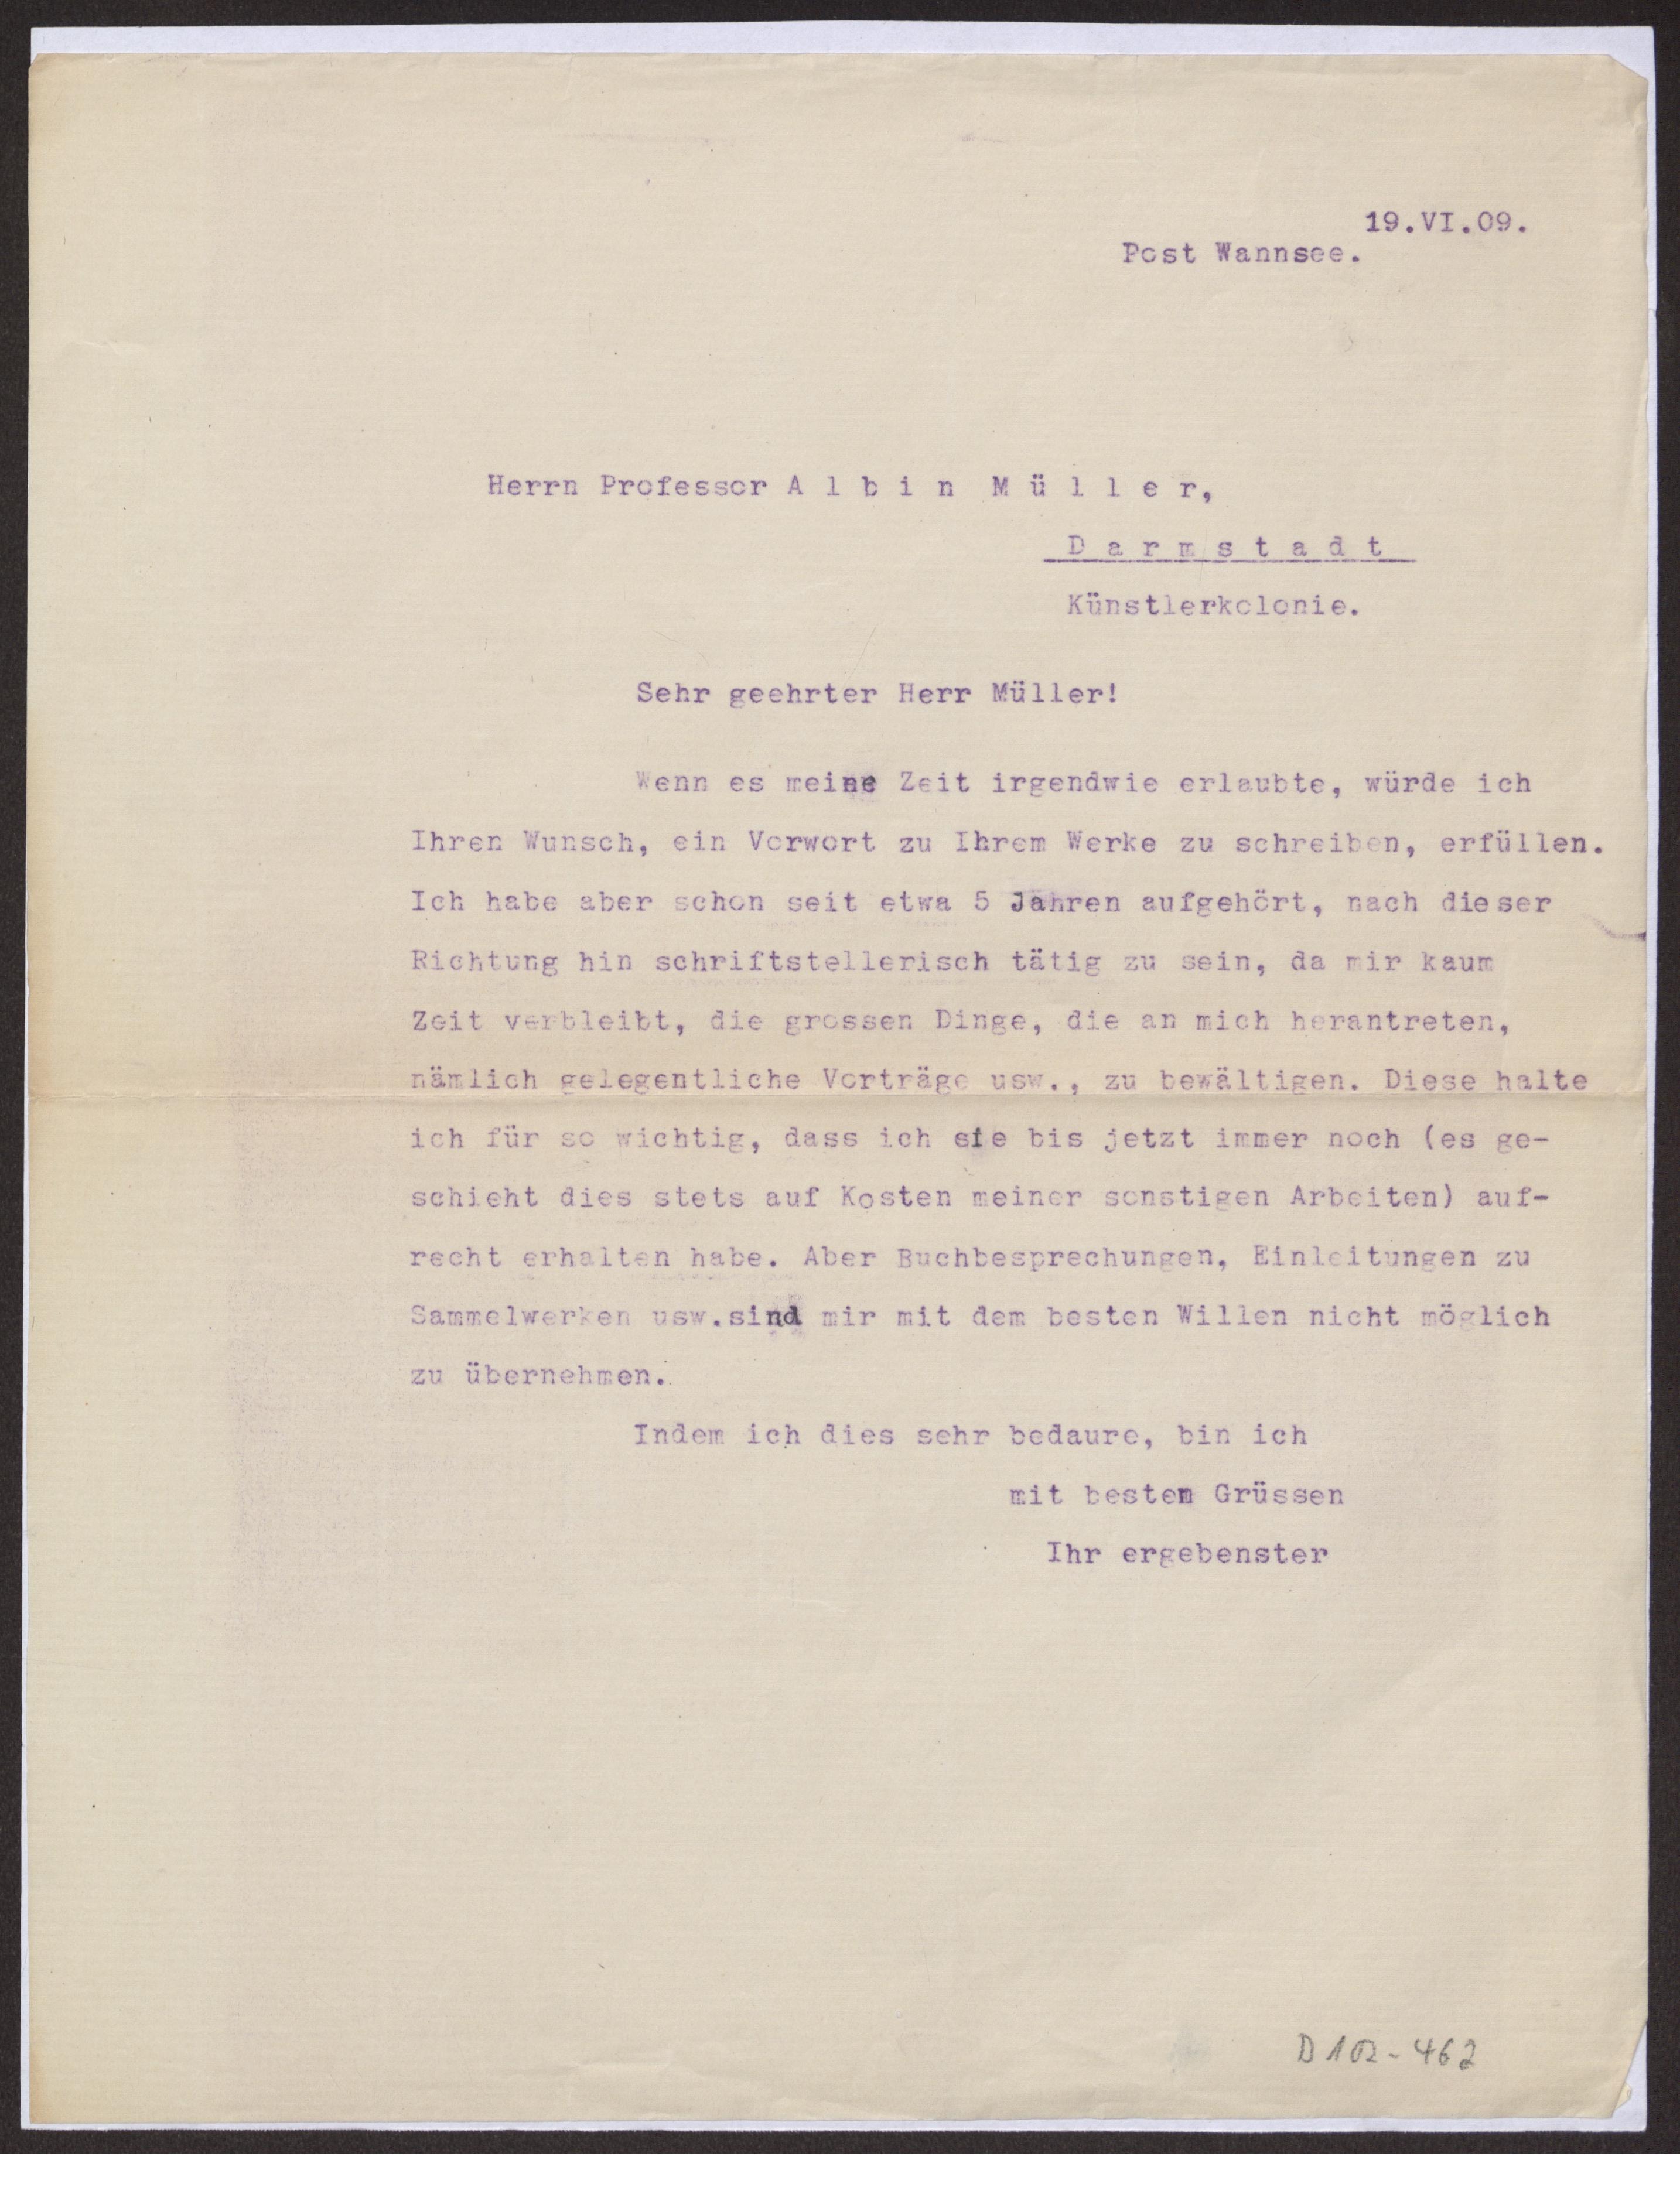 19.VI.09.
Post Wannsee.
Herrn Professor A l b i n  M ü l l e r,
D a r m s t a d t
Künstlerkolonie.
Sehr geehrter Herr Müller!
Wenn es meine Zeit irgendwie erlaubte, würde ich
Ihren Wunsch, ein Vorwort zu Ihrem Werke zu schreiben, erfüllen.
Ich habe aber schon seit etwa 5 Jahren aufgehört, nach dieser
Richtung hin schriftstellerisch tätig zu sein, da mir kaum
Zeit verbleibt, die grossen Dinge, die an mich herantreten,
nämlich gelegentliche Vorträge usw., zu bewältigen. Diese halte
ich für so wichtig, dass ich sie bis jetzt immer noch (es ge-
schieht dies stets auf Kosten meiner sonstigen Arbeiten) auf-
recht erhalten habe. Aber Buchbesprechungen, Einleitungen zu
Sammelwerken usw.sind mir mit dem besten Willen nicht möglich
zu übernehmen.
Indem ich dies sehr bedaure, bin ich
mit besten Grüssen
Ihr ergebenster
D 102-462